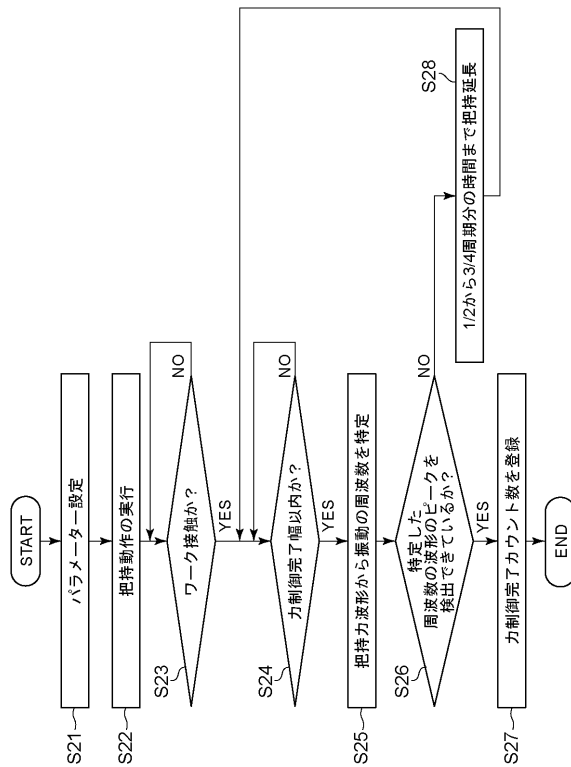 START
S21
パラメーター設定
S22
把持動作の実行
S23
ワーク接触か?
NO
YES
S24
力制御完了幅以内か?
NO
YES
S25
把持力波形から振動の周波数を特定
S26
特定した
周波数の波形のピークを
検出できているか?
NO
YES
S28
1/2から3/4周期分の時間まで把持延長
S27
力制御完了カウント数を登録
END